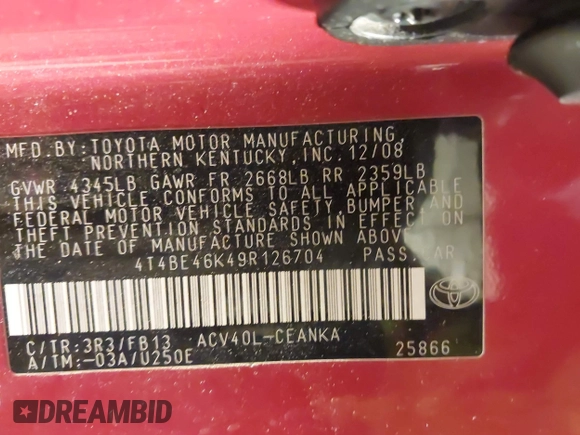 MFD.BY:TOYOTA MOTOR MANUFACTURING,
NORTHERN KENTUCKY,INC.12/08
GVWR 4345LB GAWR FR 2668LB RR 2359LB
THIS VEHICLE CONFORMS TO ALL APPLICABLE
FEDERAL MOTOR VEHICLE SAFETY,BUMPER AND
THEFT PREVENTION STANDARDS IN EFFECT ON
THE DATE OF MANUFACTURE SHOWN ABOVE.
4T4BE46K49R126704 PASS.CAR
C/TR:3R3/FB13 ACV40L-CEANKA
A/TM:-03A/U250E 25866
DREAMBID